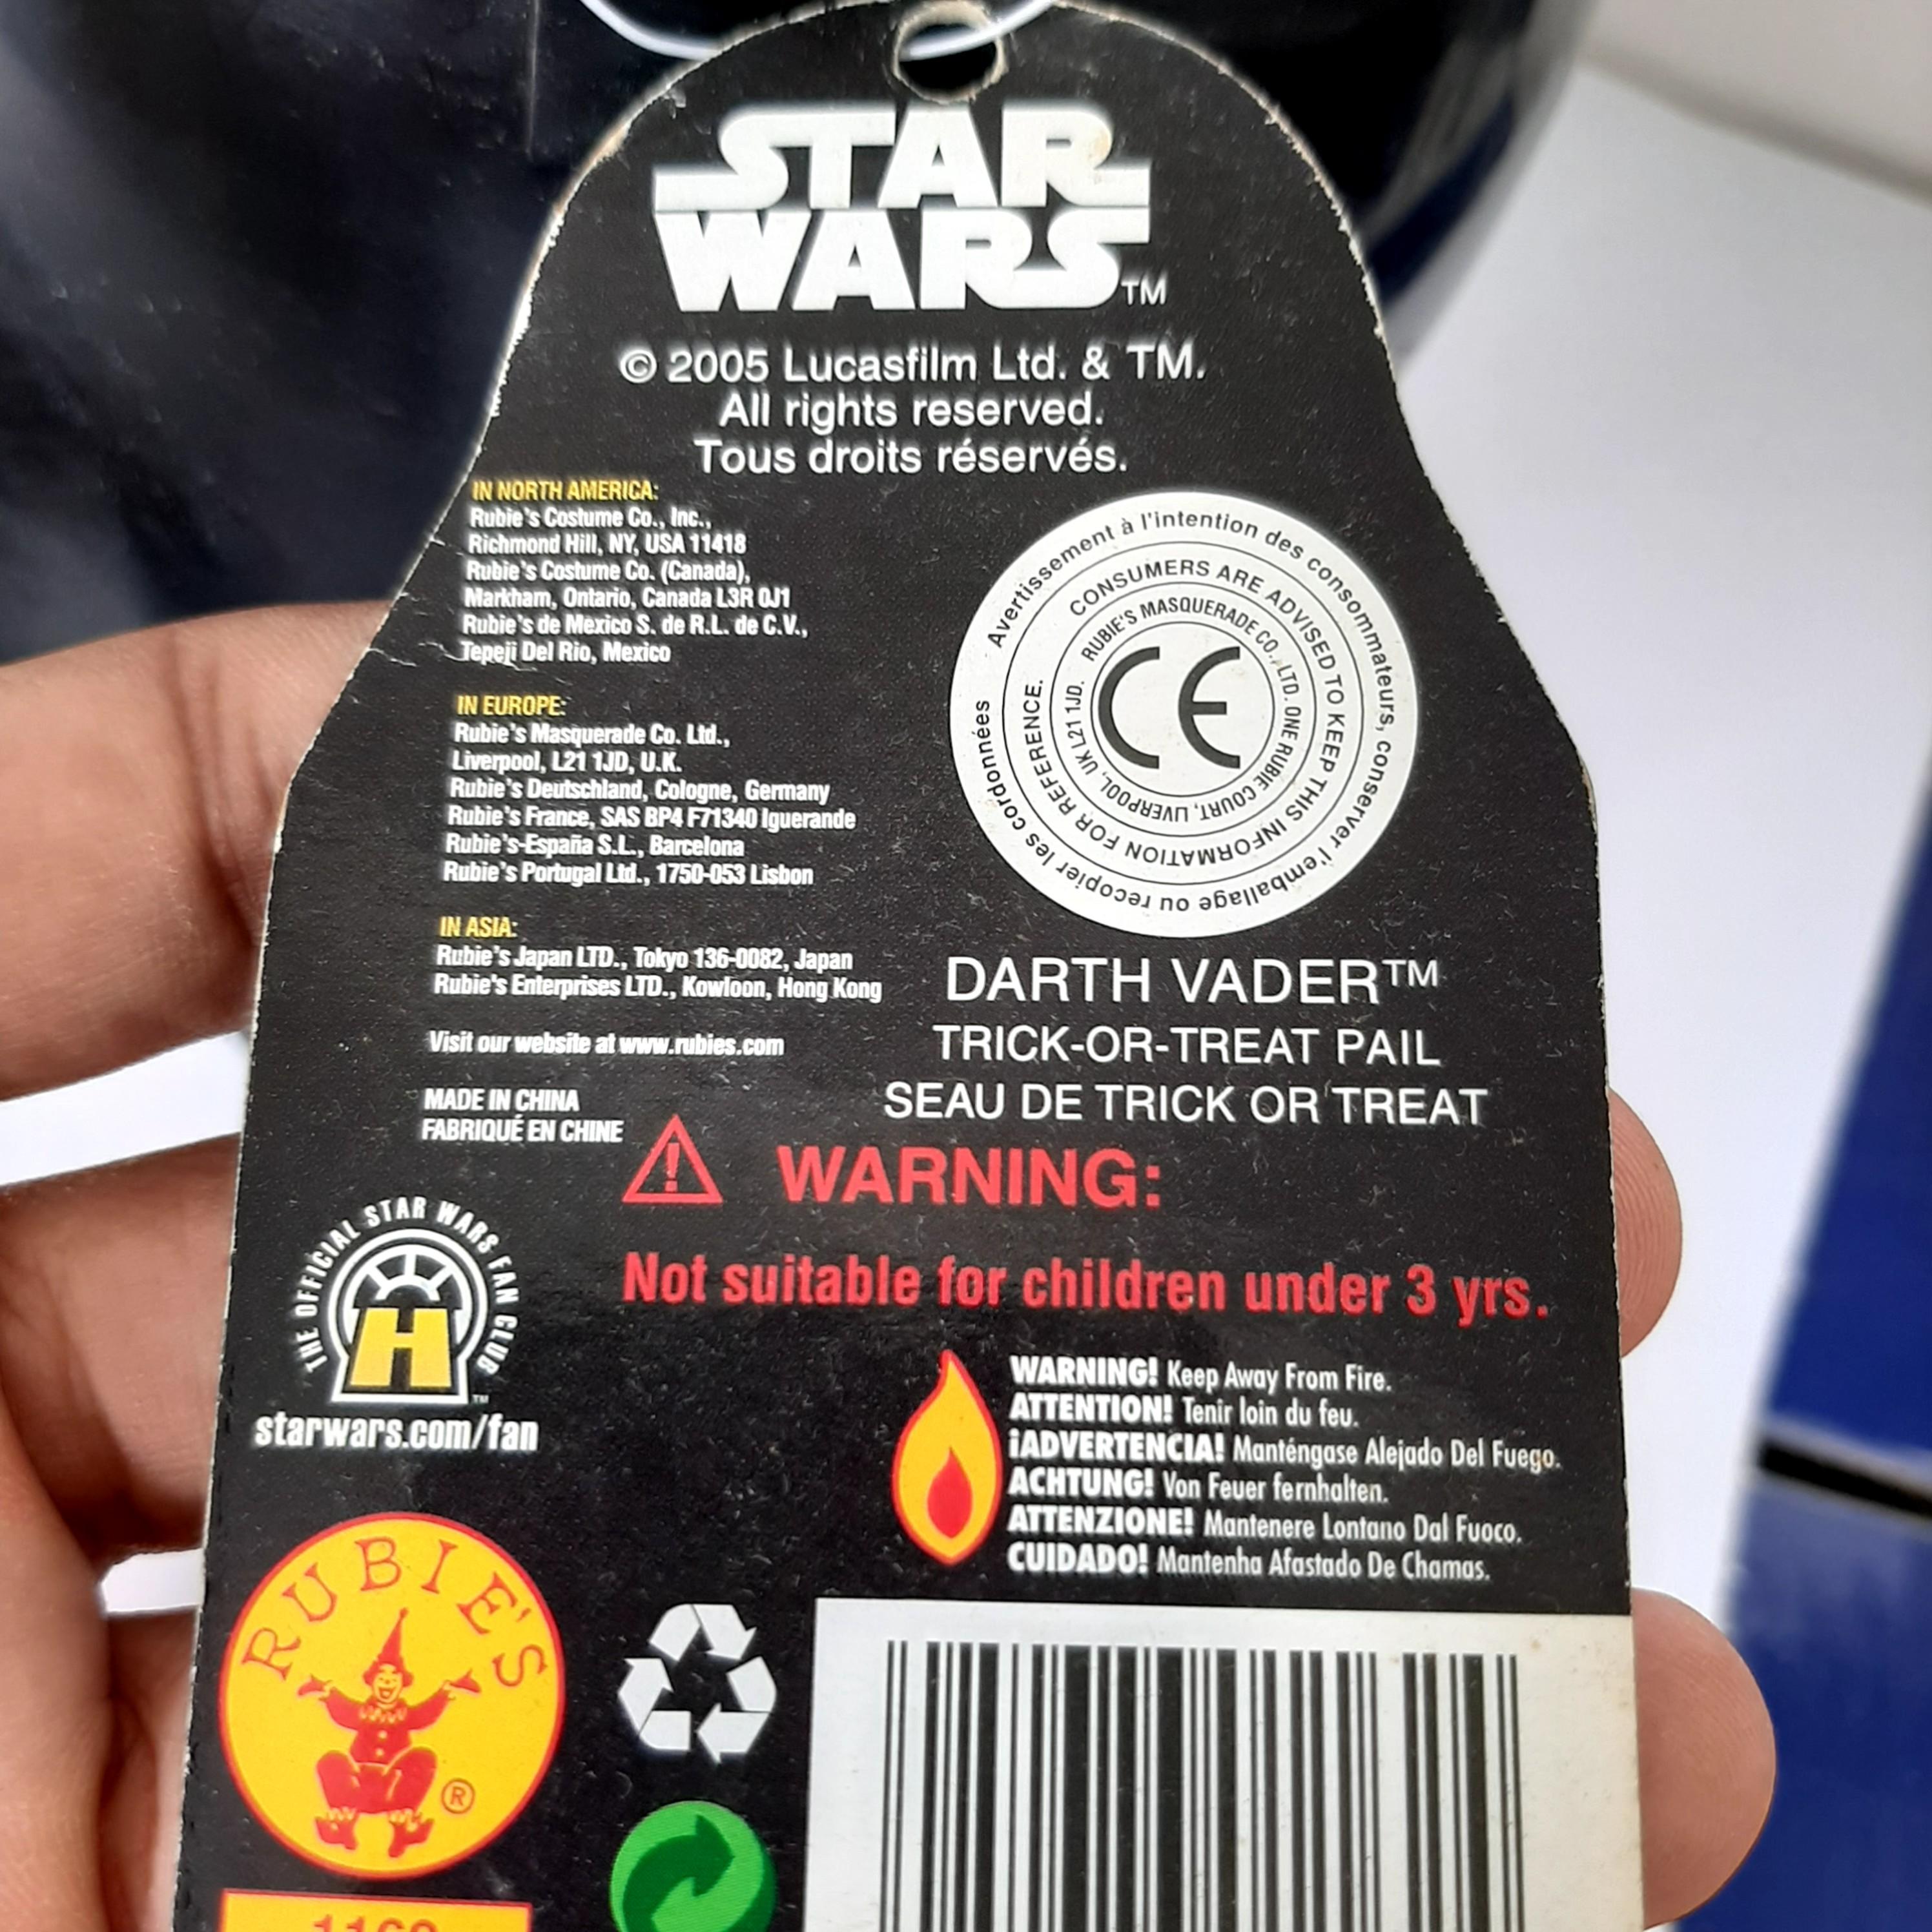 STAR
WARS™
© 2005 Lucasfilm Ltd. & TM.
All rights reserved.
Tous droits réservés.
IN NORTH AMERICA:
Rubie's Costume Co., Inc.,
Richmond Hill, NY, USA 11418
Rubie's Costume Co. (Canada),
Markham, Ontario, Canada L3R 0J1
Rubie's de Mexico S. de R.L. de C.V.,
Tepeji Del Rio, Mexico
IN EUROPE:
Rubie's Masquerade Co. Ltd.,
Liverpool, L21 1JD, U.K.
Rubie's Deutschland, Cologne, Germany
Rubie's France, SAS BP4 F71340 Iguerande
Rubie's-España S.L., Barcelona
Rubie's Portugal Ltd., 1750-053 Lisbon
IN ASIA:
Rubie's Japan LTD., Tokyo 136-0082, Japan
Rubie's Enterprises LTD., Kowloon, Hong Kong
Visit our website at www.rubies.com
MADE IN CHINA
FABRIQUÉ EN CHINE
Avertissement à l'intention des consommateurs, conserver l'emballage ou recopier les cordonnées
CONSUMERS ARE ADVISED TO KEEP THIS INFORMATION FOR REFERENCE.
RUBIE'S MASQUERADE CO., LTD. ONE RUBIE COURT, LIVERPOOL, UK L21 1JD.
CE
DARTH VADER™
TRICK-OR-TREAT PAIL
SEAU DE TRICK OR TREAT
WARNING:
Not suitable for children under 3 yrs.
THE OFFICIAL STAR WARS FAN CLUB
H™
starwars.com/fan
WARNING! Keep Away From Fire.
ATTENTION! Tenir loin du feu.
¡ADVERTENCIA! Manténgase Alejado Del Fuego.
ACHTUNG! Von Feuer fernhalten.
ATTENZIONE! Mantenere Lontano Dal Fuoco.
CUIDADO! Mantenha Afastado De Chamas.
RUBIE'S
®